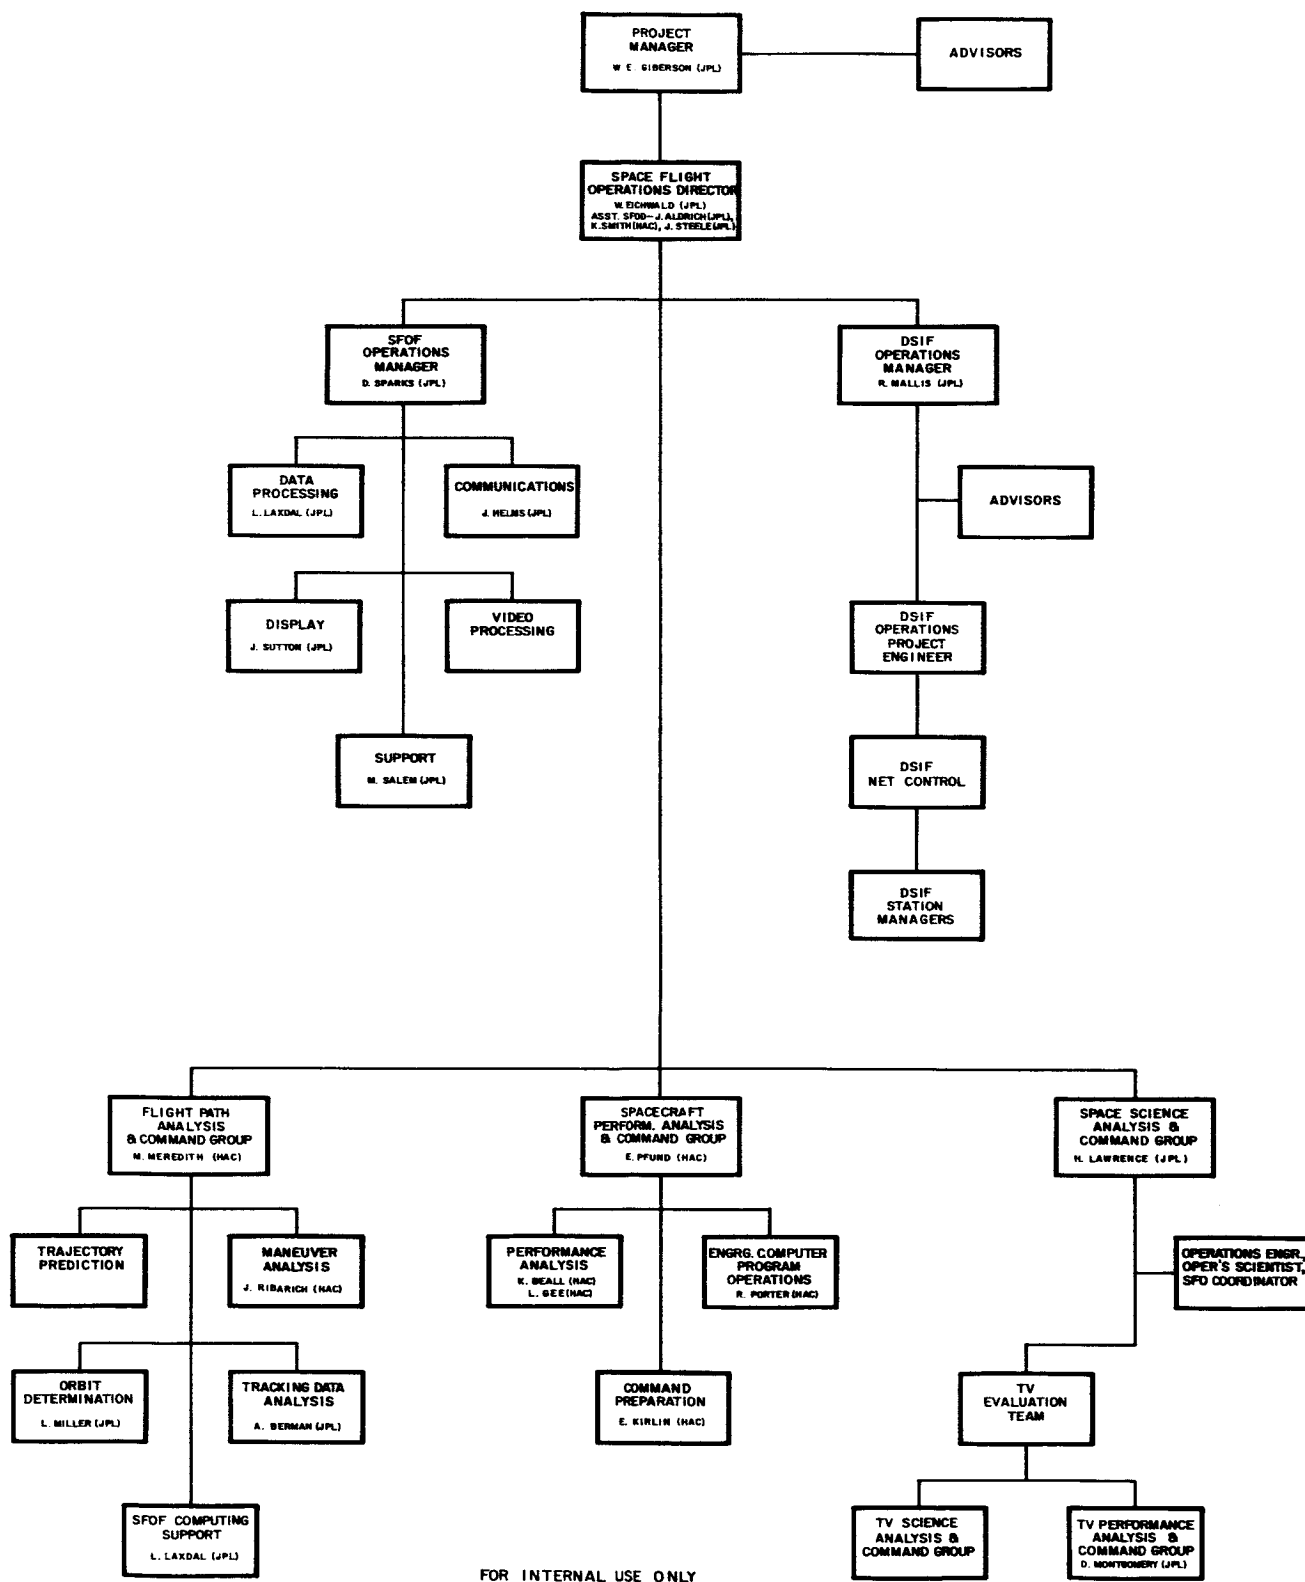 PROJECT
MANAGER
W. E. GIBERSON (JPL)
ADVISORS
SPACE FLIGHT
OPERATIONS DIRECTOR
W. EICHWALD (JPL)
ASST. SFOD—J. ALDRICH (JPL),
K. SMITH (HAC), J. STEELE (JPL)
SFOF
OPERATIONS
MANAGER
D. SPARKS (JPL)
DSIF
OPERATIONS
MANAGER
R. MALLIS (JPL)
DATA
PROCESSING
L. LAXDAL (JPL)
COMMUNICATIONS
J. HELMS (JPL)
ADVISORS
DISPLAY
J. SUTTON (JPL)
VIDEO
PROCESSING
DSIF
OPERATIONS
PROJECT
ENGINEER
SUPPORT
M. SALEM (JPL)
DSIF
NET CONTROL
DSIF
STATION
MANAGERS
FLIGHT PATH
ANALYSIS
& COMMAND GROUP
N. MEREDITH (HAC)
SPACECRAFT
PERFORM. ANALYSIS
& COMMAND GROUP
E. PFUND (HAC)
SPACE SCIENCE
ANALYSIS &
COMMAND GROUP
H. LAWRENCE (JPL)
TRAJECTORY
PREDICTION
MANEUVER
ANALYSIS
J. RIBARICH (HAC)
PERFORMANCE
ANALYSIS
K. BEALL (HAC)
L. GEE (HAC)
ENGRG. COMPUTER
PROGRAM
OPERATIONS
R. PORTER (HAC)
OPERATIONS ENGR.,
OPER'S SCIENTIST,
SFO COORDINATOR
ORBIT
DETERMINATION
L. MILLER (JPL)
TRACKING DATA
ANALYSIS
A. BERMAN (JPL)
COMMAND
PREPARATION
E. KIRLIN (HAC)
TV
EVALUATION
TEAM
SFOF COMPUTING
SUPPORT
L. LAXDAL (JPL)
TV SCIENCE
ANALYSIS &
COMMAND GROUP
TV PERFORMANCE
ANALYSIS &
COMMAND GROUP
D. MONTGOMERY (JPL)
FOR INTERNAL USE ONLY